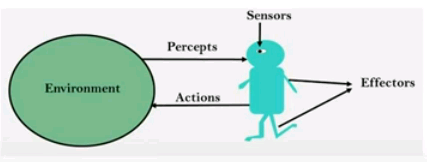 Sensors
Percepts
Environment
Effectors
Actions